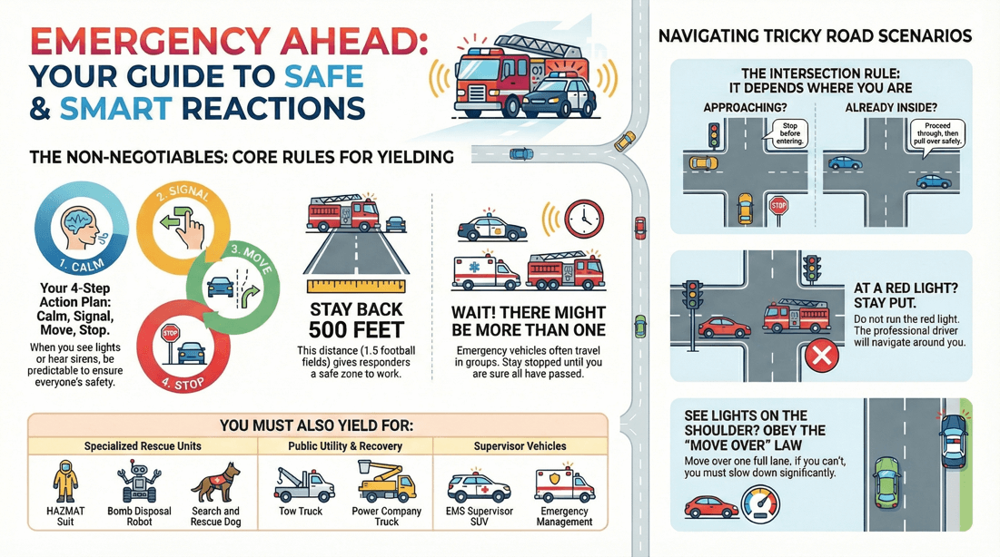 EMERGENCY AHEAD:
YOUR GUIDE TO SAFE
& SMART REACTIONS
THE NON-NEGOTIABLES: CORE RULES FOR YIELDING
1. CALM
2. SIGNAL
3. MOVE
STOP
4. STOP
Your 4-Step
Action Plan:
Calm, Signal,
Move, Stop.
When you see lights
or hear sirens, be
predictable to ensure
everyone's safety.
STAY BACK
500 FEET
This distance (1.5 football
fields) gives responders
a safe zone to work.
WAIT! THERE MIGHT
BE MORE THAN ONE
Emergency vehicles often travel
in groups. Stay stopped until you
are sure all have passed.
YOU MUST ALSO YIELD FOR:
Specialized Rescue Units
HAZMAT
Suit
Bomb Disposal
Robot
Search and
Rescue Dog
Public Utility & Recovery
Tow Truck
Power Company
Truck
Supervisor Vehicles
EMS Supervisor
SUV
Emergency
Management
NAVIGATING TRICKY ROAD SCENARIOS
THE INTERSECTION RULE:
IT DEPENDS WHERE YOU ARE
APPROACHING?
Stop
before
entering.
STOP
ALREADY INSIDE?
Proceed
through, then
pull over safely.
AT A RED LIGHT?
STAY PUT.
Do not run the red light.
The professional driver
will navigate around you.
SEE LIGHTS ON THE
SHOULDER? OBEY THE
"MOVE OVER" LAW
Move over one full lane, if you can't,
you must slow down significantly.